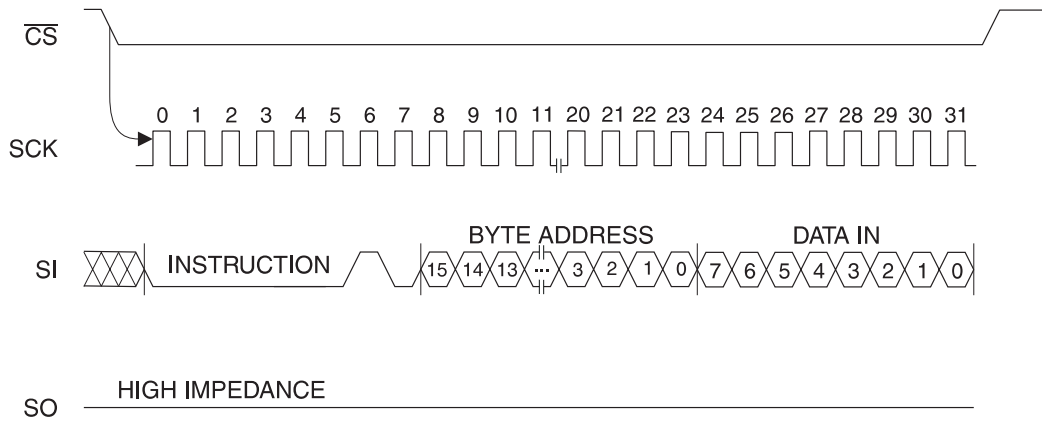 CS
0 1 2 3 4 5 6 7 8 9 10 11 20 21 22 23 24 25 26 27 28 29 30 31
SCK
BYTE ADDRESS DATA IN
SI INSTRUCTION 15 14 13 ... 3 2 1 0 7 6 5 4 3 2 1 0
HIGH IMPEDANCE
SO